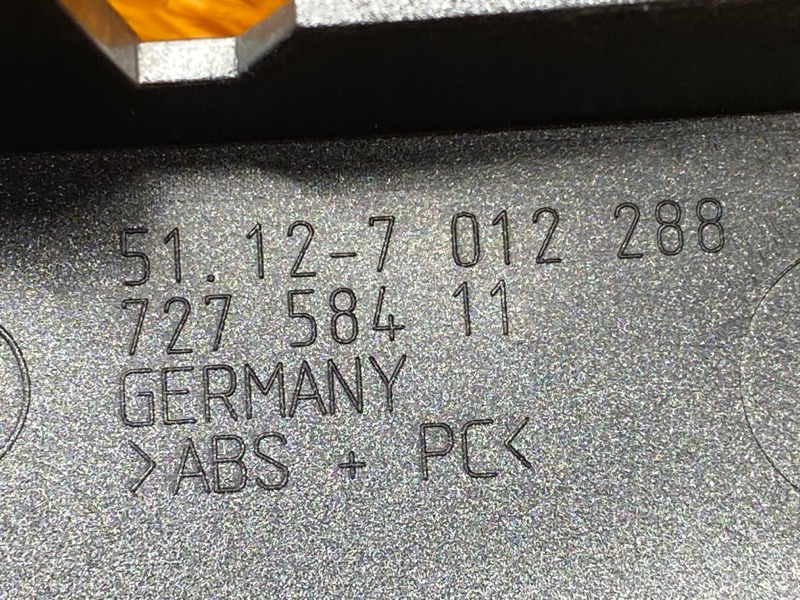 51.12-7 012 288
727 584 11
GERMANY
>ABS + PC<